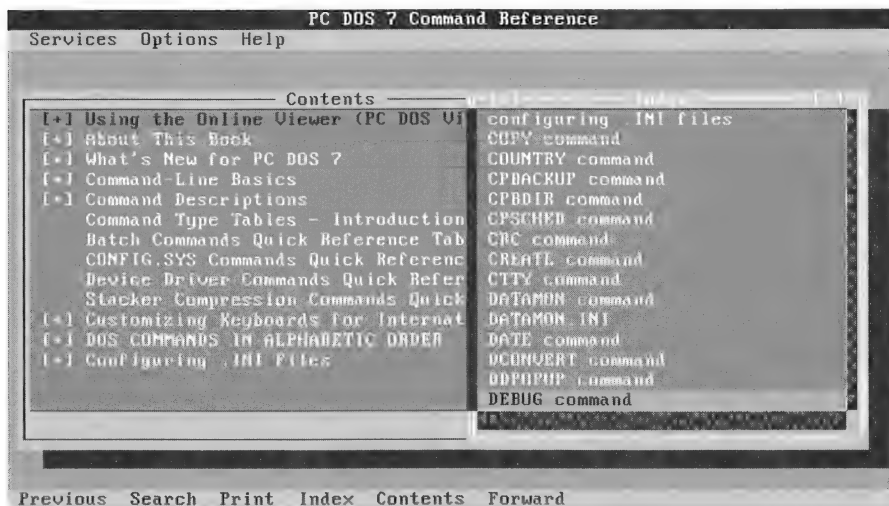 PC DOS 7 Command Reference
Services Options Help
Contents
[+] Using the Online Viewer (PC DOS Vi
[+] About This Book
[+] What's New for PC DOS 7
[+] Command-Line Basics
[+] Command Descriptions
Command Type Tables - Introduction
Batch Commands Quick Reference Tab
CONFIG.SYS Commands Quick Referenc
Device Driver Commands Quick Refer
Stacker Compression Commands Quick
[+] Customizing Keyboards for Internat
[+] DOS COMMANDS IN ALPHABETIC ORDER
[+] Configuring .INI Files
configuring .INI files
COPY command
COUNTRY command
CPBACKUP command
CPBDIR command
CPSCHED command
CRC command
CREATE command
CTTY command
DATAMON command
DATAMON.INI
DATE command
DCONVERT command
DDPOPUP command
DEBUG command
Previous Search Print Index Contents Forward